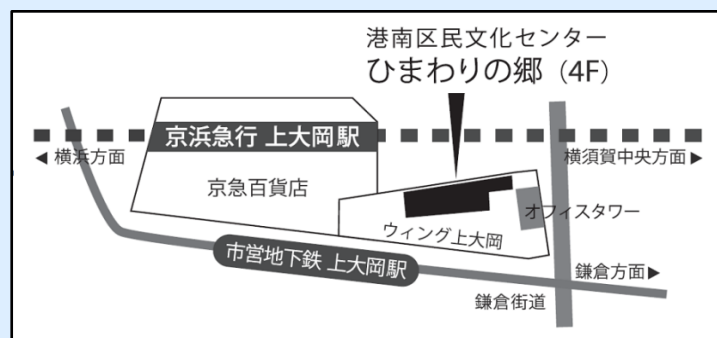 港南区民文化センター
ひまわりの郷（4F）
京浜急行 上大岡駅
◀ 横浜方面
横須賀中央方面▶
京急百貨店
オフィスタワー
ウィング上大岡
市営地下鉄 上大岡駅
鎌倉方面▶
鎌倉街道